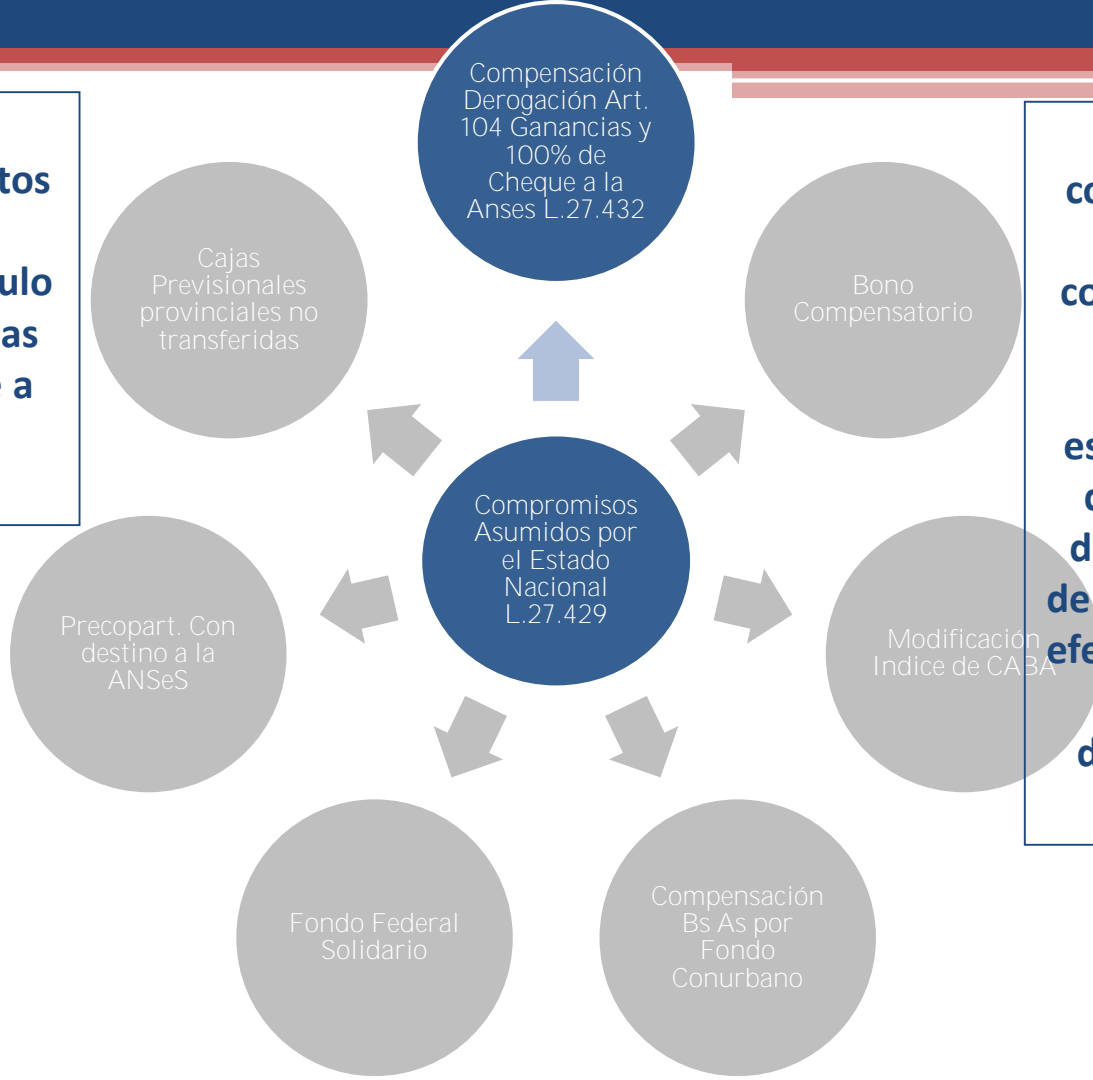 Compensación
Derogación Art.
104 Ganancias y
100% de
Cheque a la
Anses L.27.432
Bono
Compensatorio
Modificación
Indice de CABA
Compensación
Bs As por
Fondo
Conurbano
Fondo Federal
Solidario
Precopart. Con
destino a la
ANSeS
Cajas
Previsionales
provinciales no
transferidas
Compromisos
Asumidos por
el Estado
Nacional
L.27.429
a
de